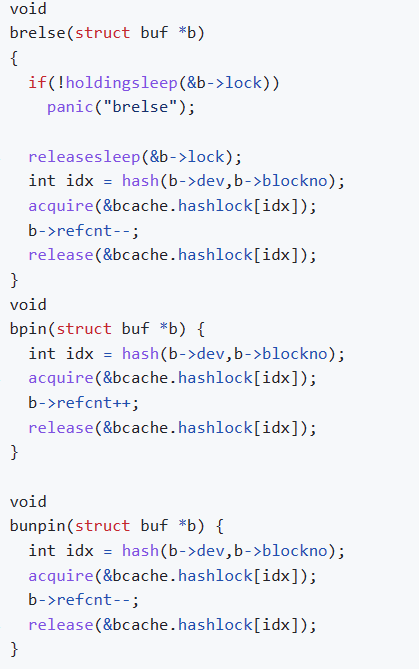 void
brelse(struct buf *b)
{
  if(!holdingsleep(&b->lock))
    panic("brelse");

  releasesleep(&b->lock);
  int idx = hash(b->dev,b->blockno);
  acquire(&bcache.hashlock[idx]);
  b->refcnt--;
  release(&bcache.hashlock[idx]);
}
void
bpin(struct buf *b) {
  int idx = hash(b->dev,b->blockno);
  acquire(&bcache.hashlock[idx]);
  b->refcnt++;
  release(&bcache.hashlock[idx]);
}

void
bunpin(struct buf *b) {
  int idx = hash(b->dev,b->blockno);
  acquire(&bcache.hashlock[idx]);
  b->refcnt--;
  release(&bcache.hashlock[idx]);
}